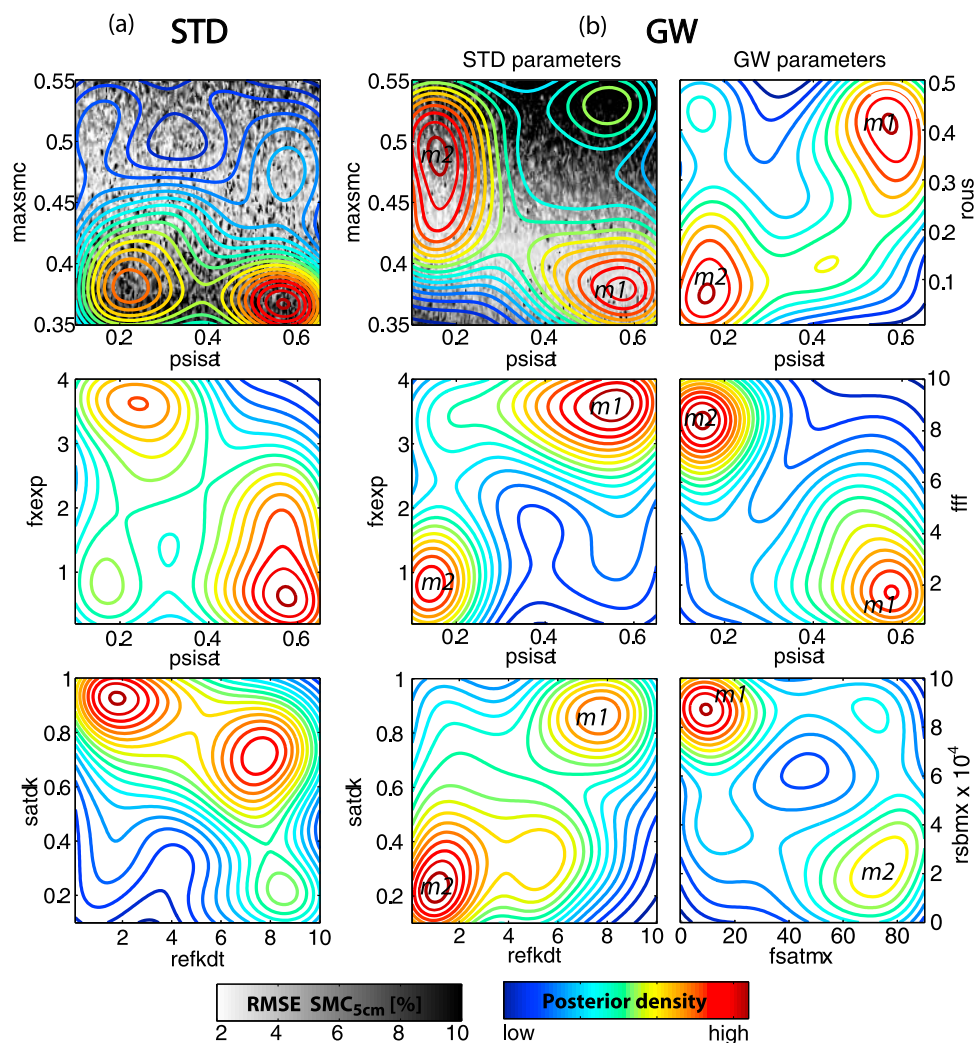 (a) STD
(b) GW
STD parameters
GW parameters
0.55
0.5
0.45
0.4
0.35
maxsmc
0.2 0.4 0.6
psisat
0.55
0.5
0.45
0.4
0.35
maxsmc
m2
m1
0.2 0.4 0.6
psisat
m1
m2
0.5
0.4
0.3
0.2
0.1
rous
0.2 0.4 0.6
psisat
4
3
2
1
fxexp
0.2 0.4 0.6
psisat
4
3
2
1
fxexp
m1
m2
0.2 0.4 0.6
psisat
m2
m1
10
8
6
4
2
fff
0.2 0.4 0.6
psisat
1
0.8
0.6
0.4
0.2
satdk
2 4 6 8 10
refkdt
1
0.8
0.6
0.4
0.2
satdk
m1
m2
2 4 6 8 10
refkdt
m1
m2
10
8
6
4
2
0
rsbmx x 10⁴
0 20 40 60 80
fsatmx
RMSE SMC5cm [%]
2 4 6 8 10
Posterior density
low high